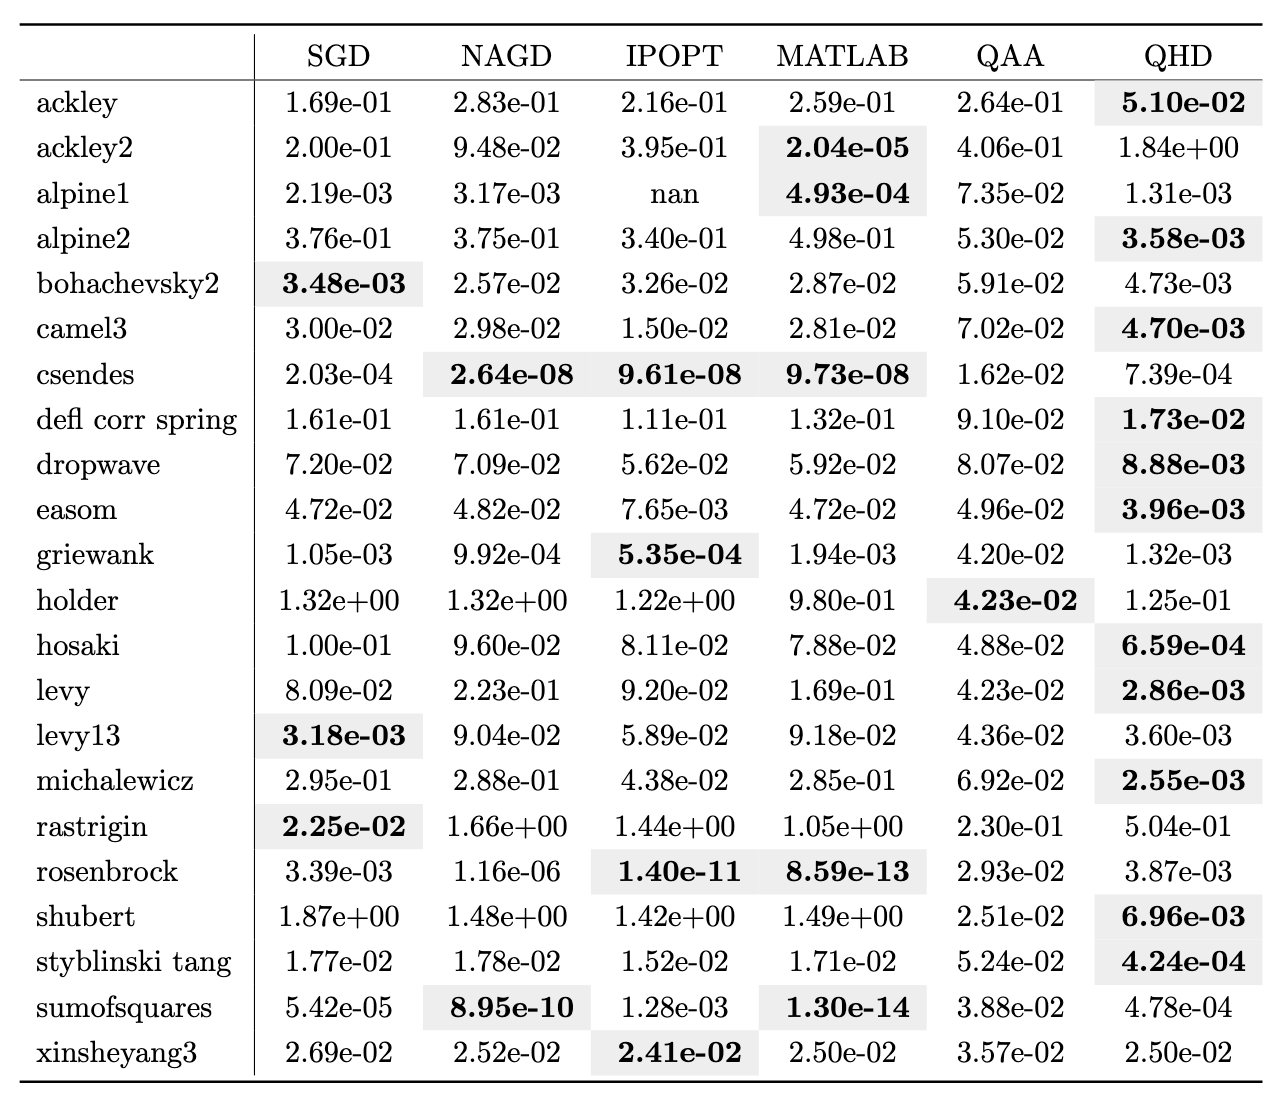 SGD NAGD IPOPT MATLAB QAA QHD
ackley 1.69e-01 2.83e-01 2.16e-01 2.59e-01 2.64e-01 5.10e-02
ackley2 2.00e-01 9.48e-02 3.95e-01 2.04e-05 4.06e-01 1.84e+00
alpine1 2.19e-03 3.17e-03 nan 4.93e-04 7.35e-02 1.31e-03
alpine2 3.76e-01 3.75e-01 3.40e-01 4.98e-01 5.30e-02 3.58e-03
bohachevsky2 3.48e-03 2.57e-02 3.26e-02 2.87e-02 5.91e-02 4.73e-03
camel3 3.00e-02 2.98e-02 1.50e-02 2.81e-02 7.02e-02 4.70e-03
csendes 2.03e-04 2.64e-08 9.61e-08 9.73e-08 1.62e-02 7.39e-04
defl corr spring 1.61e-01 1.61e-01 1.11e-01 1.32e-01 9.10e-02 1.73e-02
dropwave 7.20e-02 7.09e-02 5.62e-02 5.92e-02 8.07e-02 8.88e-03
easom 4.72e-02 4.82e-02 7.65e-03 4.72e-02 4.96e-02 3.96e-03
griewank 1.05e-03 9.92e-04 5.35e-04 1.94e-03 4.20e-02 1.32e-03
holder 1.32e+00 1.32e+00 1.22e+00 9.80e-01 4.23e-02 1.25e-01
hosaki 1.00e-01 9.60e-02 8.11e-02 7.88e-02 4.88e-02 6.59e-04
levy 8.09e-02 2.23e-01 9.20e-02 1.69e-01 4.23e-02 2.86e-03
levy13 3.18e-03 9.04e-02 5.89e-02 9.18e-02 4.36e-02 3.60e-03
michalewicz 2.95e-01 2.88e-01 4.38e-02 2.85e-01 6.92e-02 2.55e-03
rastrigin 2.25e-02 1.66e+00 1.44e+00 1.05e+00 2.30e-01 5.04e-01
rosenbrock 3.39e-03 1.16e-06 1.40e-11 8.59e-13 2.93e-02 3.87e-03
shubert 1.87e+00 1.48e+00 1.42e+00 1.49e+00 2.51e-02 6.96e-03
styblinski tang 1.77e-02 1.78e-02 1.52e-02 1.71e-02 5.24e-02 4.24e-04
sumofsquares 5.42e-05 8.95e-10 1.28e-03 1.30e-14 3.88e-02 4.78e-04
xinsheyang3 2.69e-02 2.52e-02 2.41e-02 2.50e-02 3.57e-02 2.50e-02